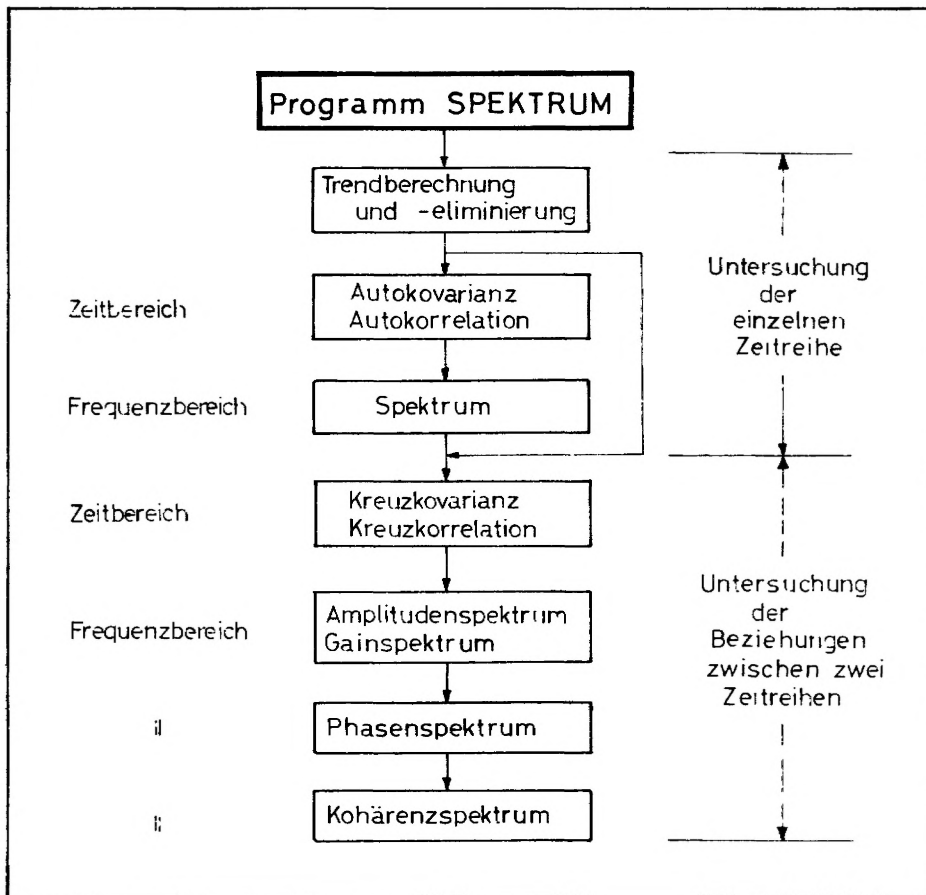 Programm SPEKTRUM
Trendberechnung
und -eliminierung
Zeitbereich
Autokovarianz
Autokorrelation
Untersuchung
der
einzelnen
Zeitreihe
Frequenzbereich
Spektrum
Zeitbereich
Kreuzkovarianz
Kreuzkorrelation
Frequenzbereich
Amplitudenspektrum
Gainspektrum
Untersuchung
der
Beziehungen
zwischen zwei
Zeitreihen
Phasenspektrum
Kohärenzspektrum